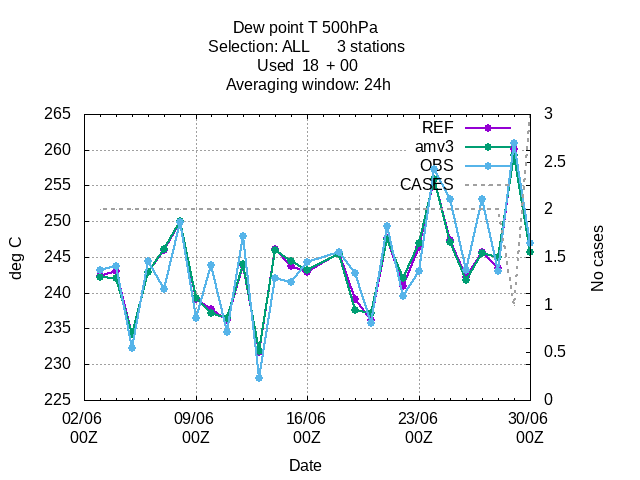 Dew point T 500hPa
Selection: ALL      3 stations
Used  18  + 00
Averaging window: 24h
265
260
255
250
245
240
235
230
225
deg C
3
2.5
2
1.5
1
0.5
0
No cases
REF
amv3
OBS
CASES
02/06 09/06 16/06 23/06 30/06
00Z 00Z 00Z 00Z 00Z
Date